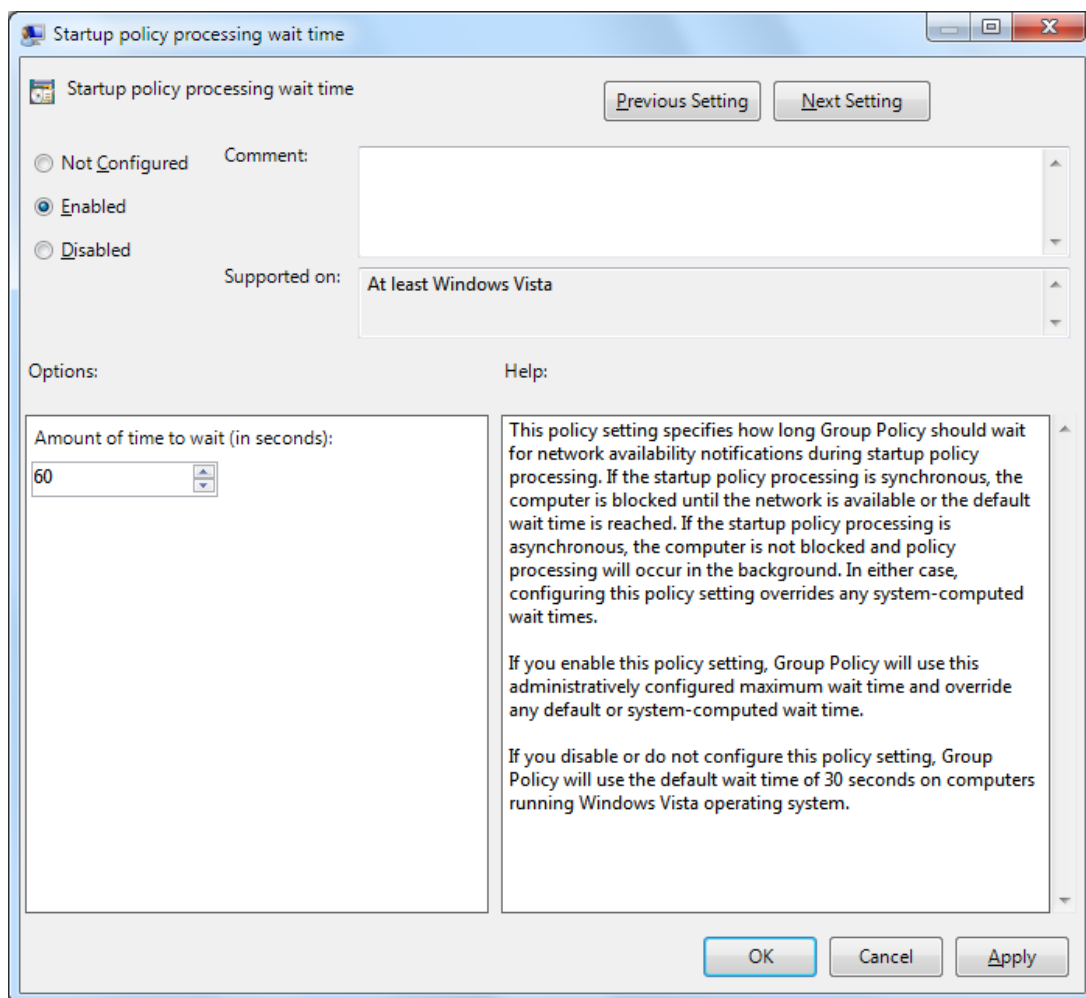 Startup policy processing wait time
Startup policy processing wait time
Previous Setting
Next Setting
Not Configured
Enabled
Disabled
Comment:
Supported on:
At least Windows Vista
Options:
Help:
Amount of time to wait (in seconds):
60
This policy setting specifies how long Group Policy should wait
for network availability notifications during startup policy
processing. If the startup policy processing is synchronous, the
computer is blocked until the network is available or the default
wait time is reached. If the startup policy processing is
asynchronous, the computer is not blocked and policy
processing will occur in the background. In either case,
configuring this policy setting overrides any system-computed
wait times.
If you enable this policy setting, Group Policy will use this
administratively configured maximum wait time and override
any default or system-computed wait time.
If you disable or do not configure this policy setting, Group
Policy will use the default wait time of 30 seconds on computers
running Windows Vista operating system.
OK
Cancel
Apply